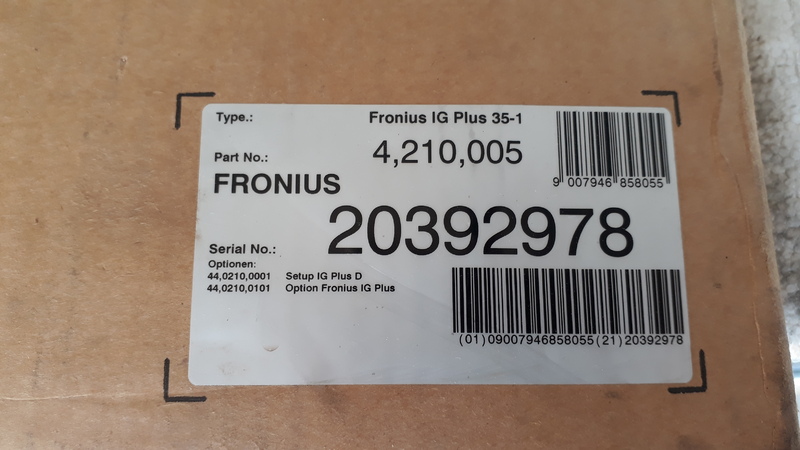 Type.: Fronius IG Plus 35-1
Part No.: 4,210,005
9 007946 858055
FRONIUS
Serial No.: 20392978
Optionen:
44,0210,0001 Setup IG Plus D
44,0210,0101 Option Fronius IG Plus
(01)09007946858055(21)20392978